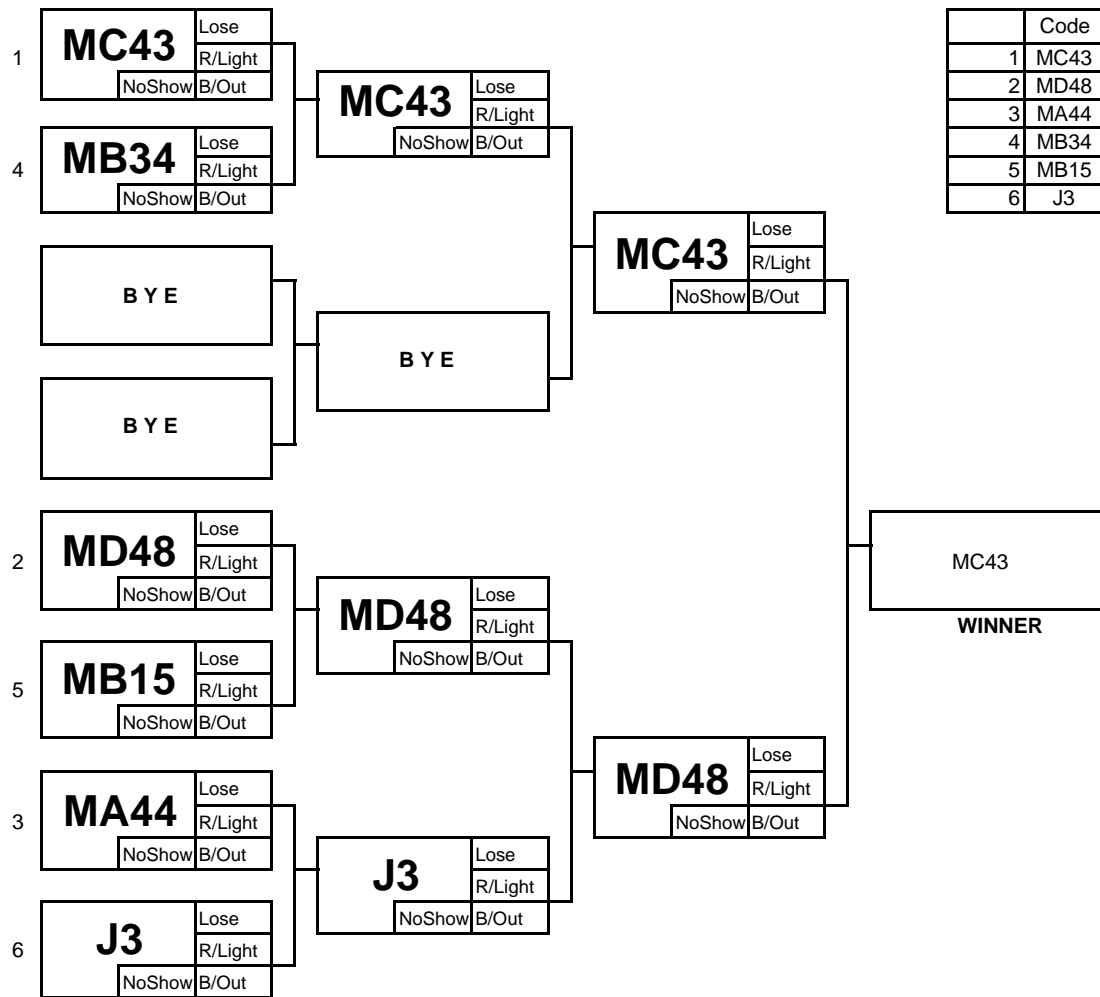 1 MC43 Lose
R/Light
NoShow B/Out
4 MB34 Lose
R/Light
NoShow B/Out
BYE
BYE
2 MD48 Lose
R/Light
NoShow B/Out
5 MB15 Lose
R/Light
NoShow B/Out
3 MA44 Lose
R/Light
NoShow B/Out
6 J3 Lose
R/Light
NoShow B/Out
MC43 Lose
R/Light
NoShow B/Out
BYE
MD48 Lose
R/Light
NoShow B/Out
J3 Lose
R/Light
NoShow B/Out
MC43 Lose
R/Light
NoShow B/Out
MD48 Lose
R/Light
NoShow B/Out
MC43
WINNER
Code
1 MC43
2 MD48
3 MA44
4 MB34
5 MB15
6 J3